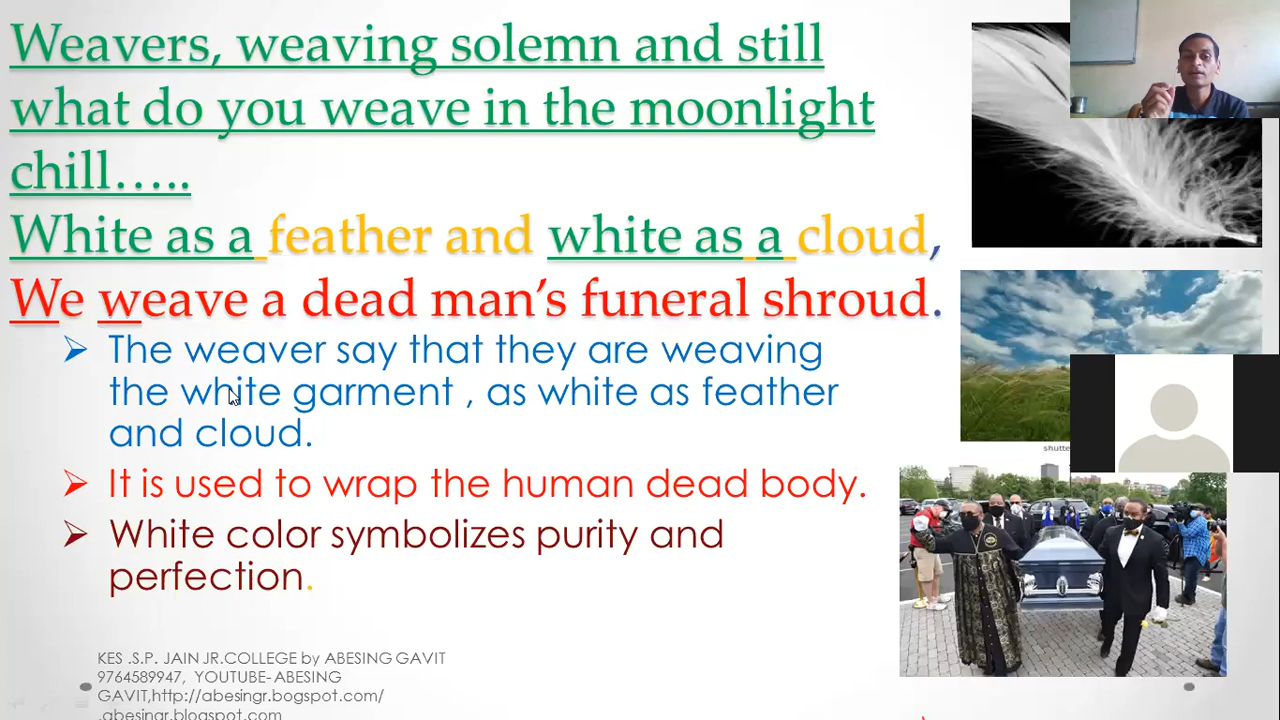 Weavers, weaving solemn and still
what do you weave in the moonlight
chill…..
White as a feather and white as a cloud,
We weave a dead man’s funeral shroud.
The weaver say that they are weaving
the white garment , as white as feather
and cloud.
It is used to wrap the human dead body.
White color symbolizes purity and
perfection.
shutte
KES .S.P. JAIN JR.COLLEGE by ABESING GAVIT
9764589947, YOUTUBE- ABESING
GAVIT,http://abesingr.bogspot.com/
.abesingr.blogspot.com